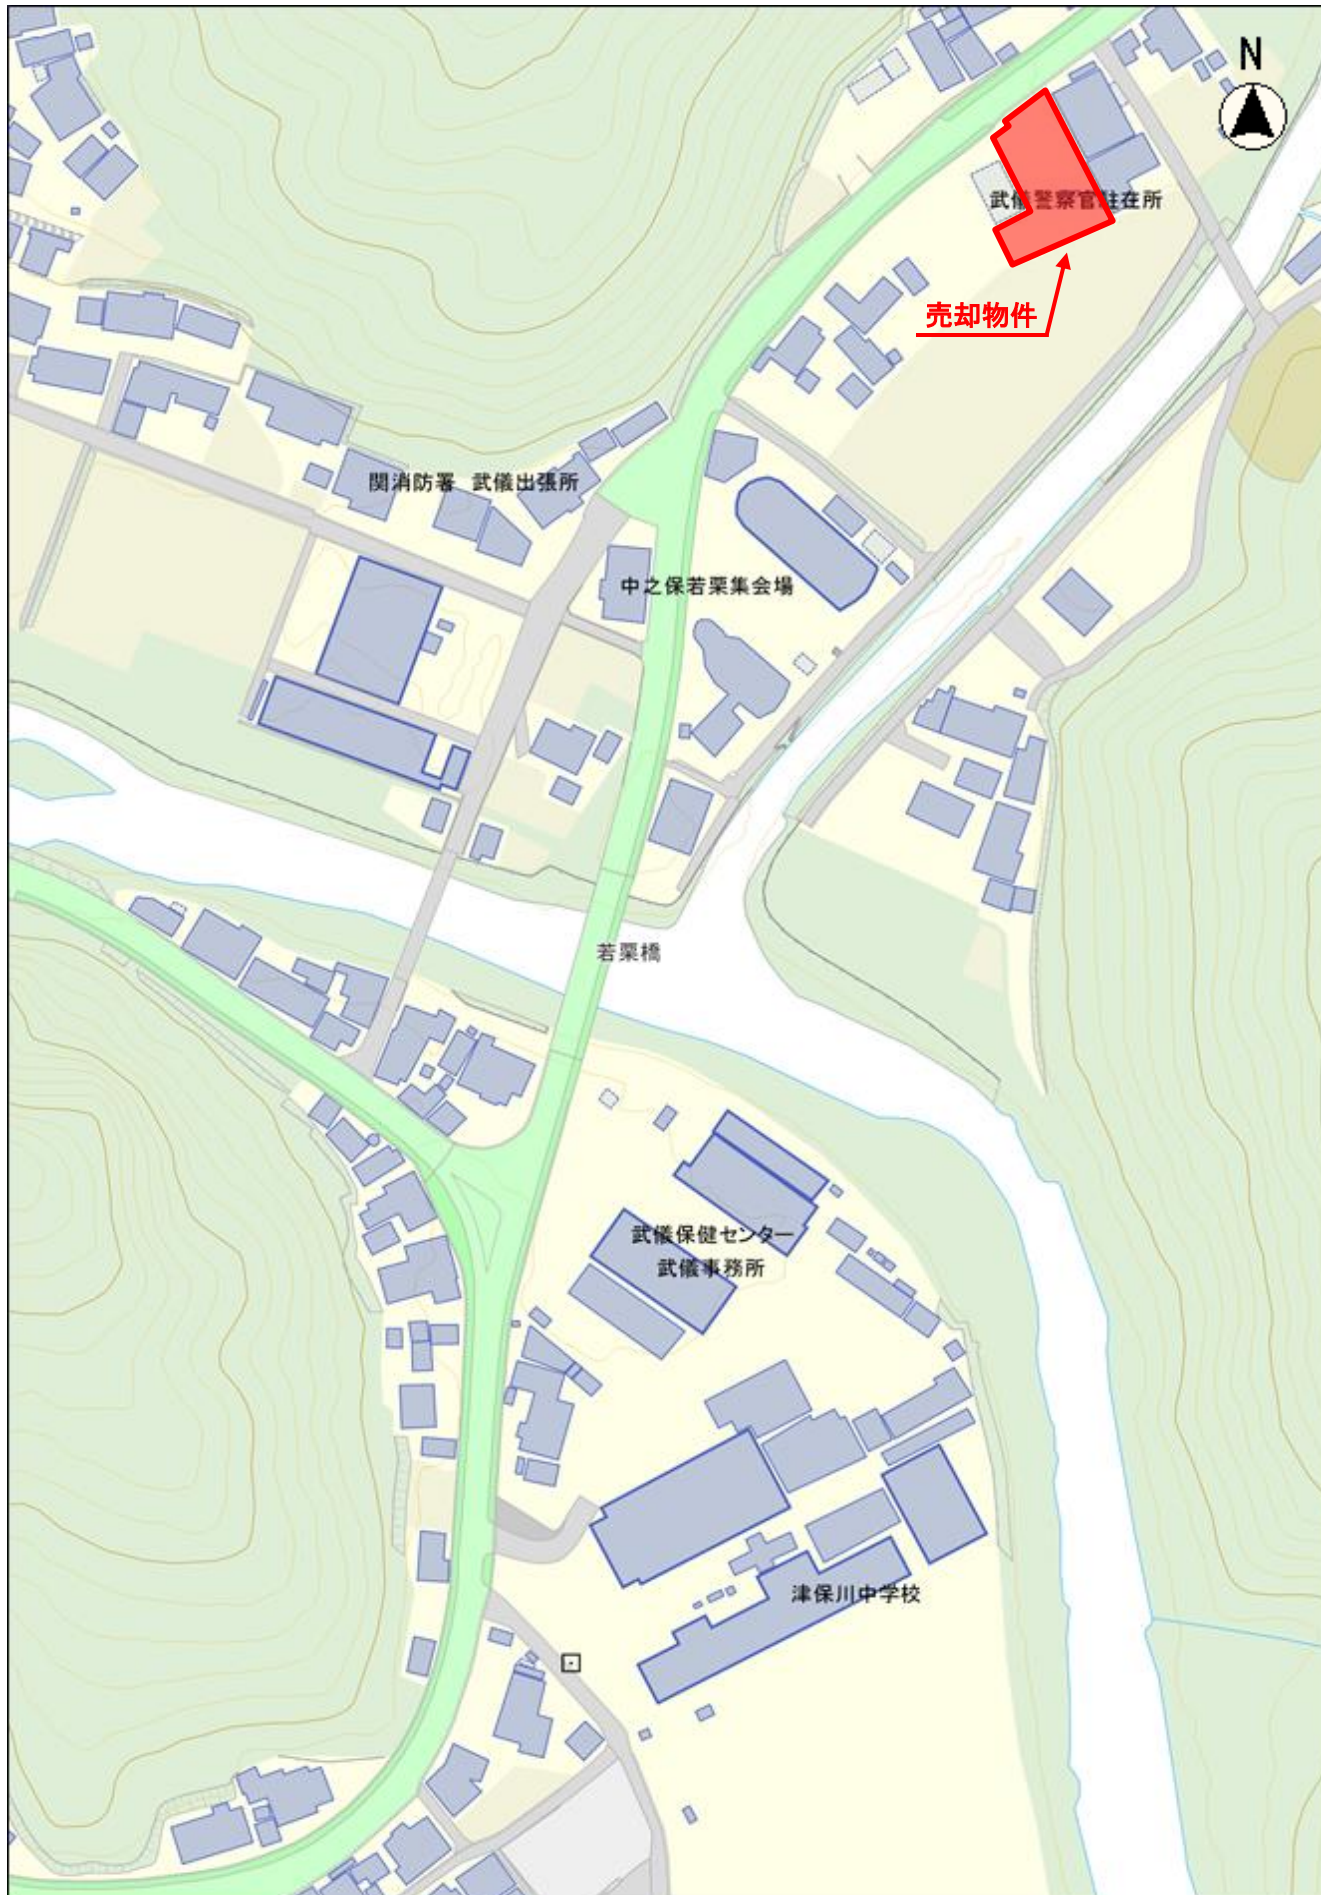 N
武儀警察官駐在所
売却物件
関消防署 武儀出張所
中之保若栗集会場
若栗橋
武儀保健センター
武儀事務所
津保川中学校